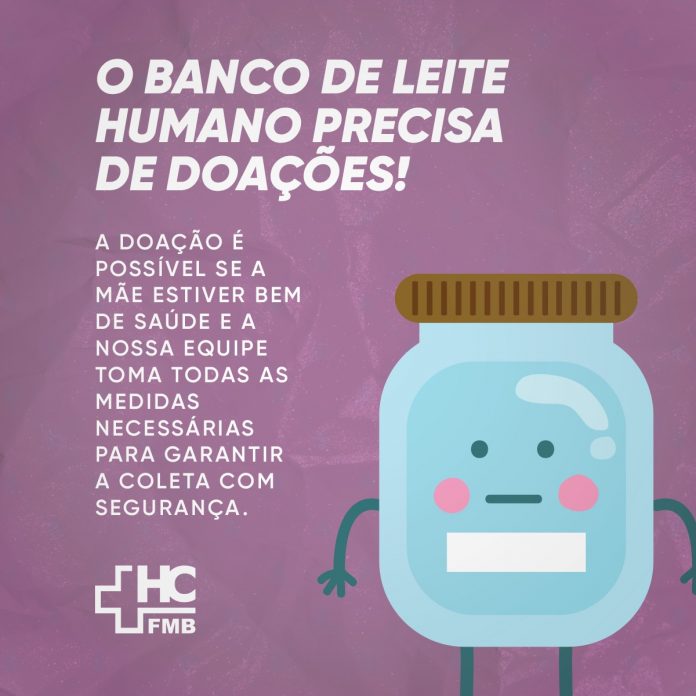 O BANCO DE LEITE
HUMANO PRECISA
DE DOAÇÕES!
A DOAÇÃO É
POSSÍVEL SE A
MÃE ESTIVER BEM
DE SAÚDE E A
NOSSA EQUIPE
TOMA TODAS AS
MEDIDAS
NECESSÁRIAS
PARA GARANTIR
A COLETA COM
SEGURANÇA.
HC
FMB